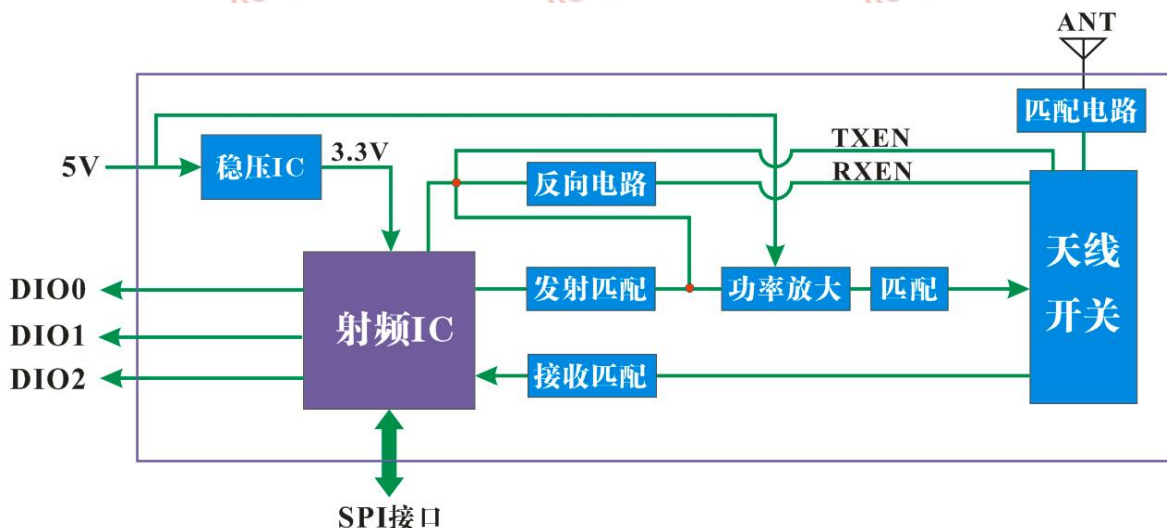 ANT
匹配电路
5V
稳压IC
3.3V
TXEN
反向电路
RXEN
天线
开关
DIO0
发射匹配
功率放大
匹配
DIO1
射频IC
DIO2
接收匹配
SPI接口